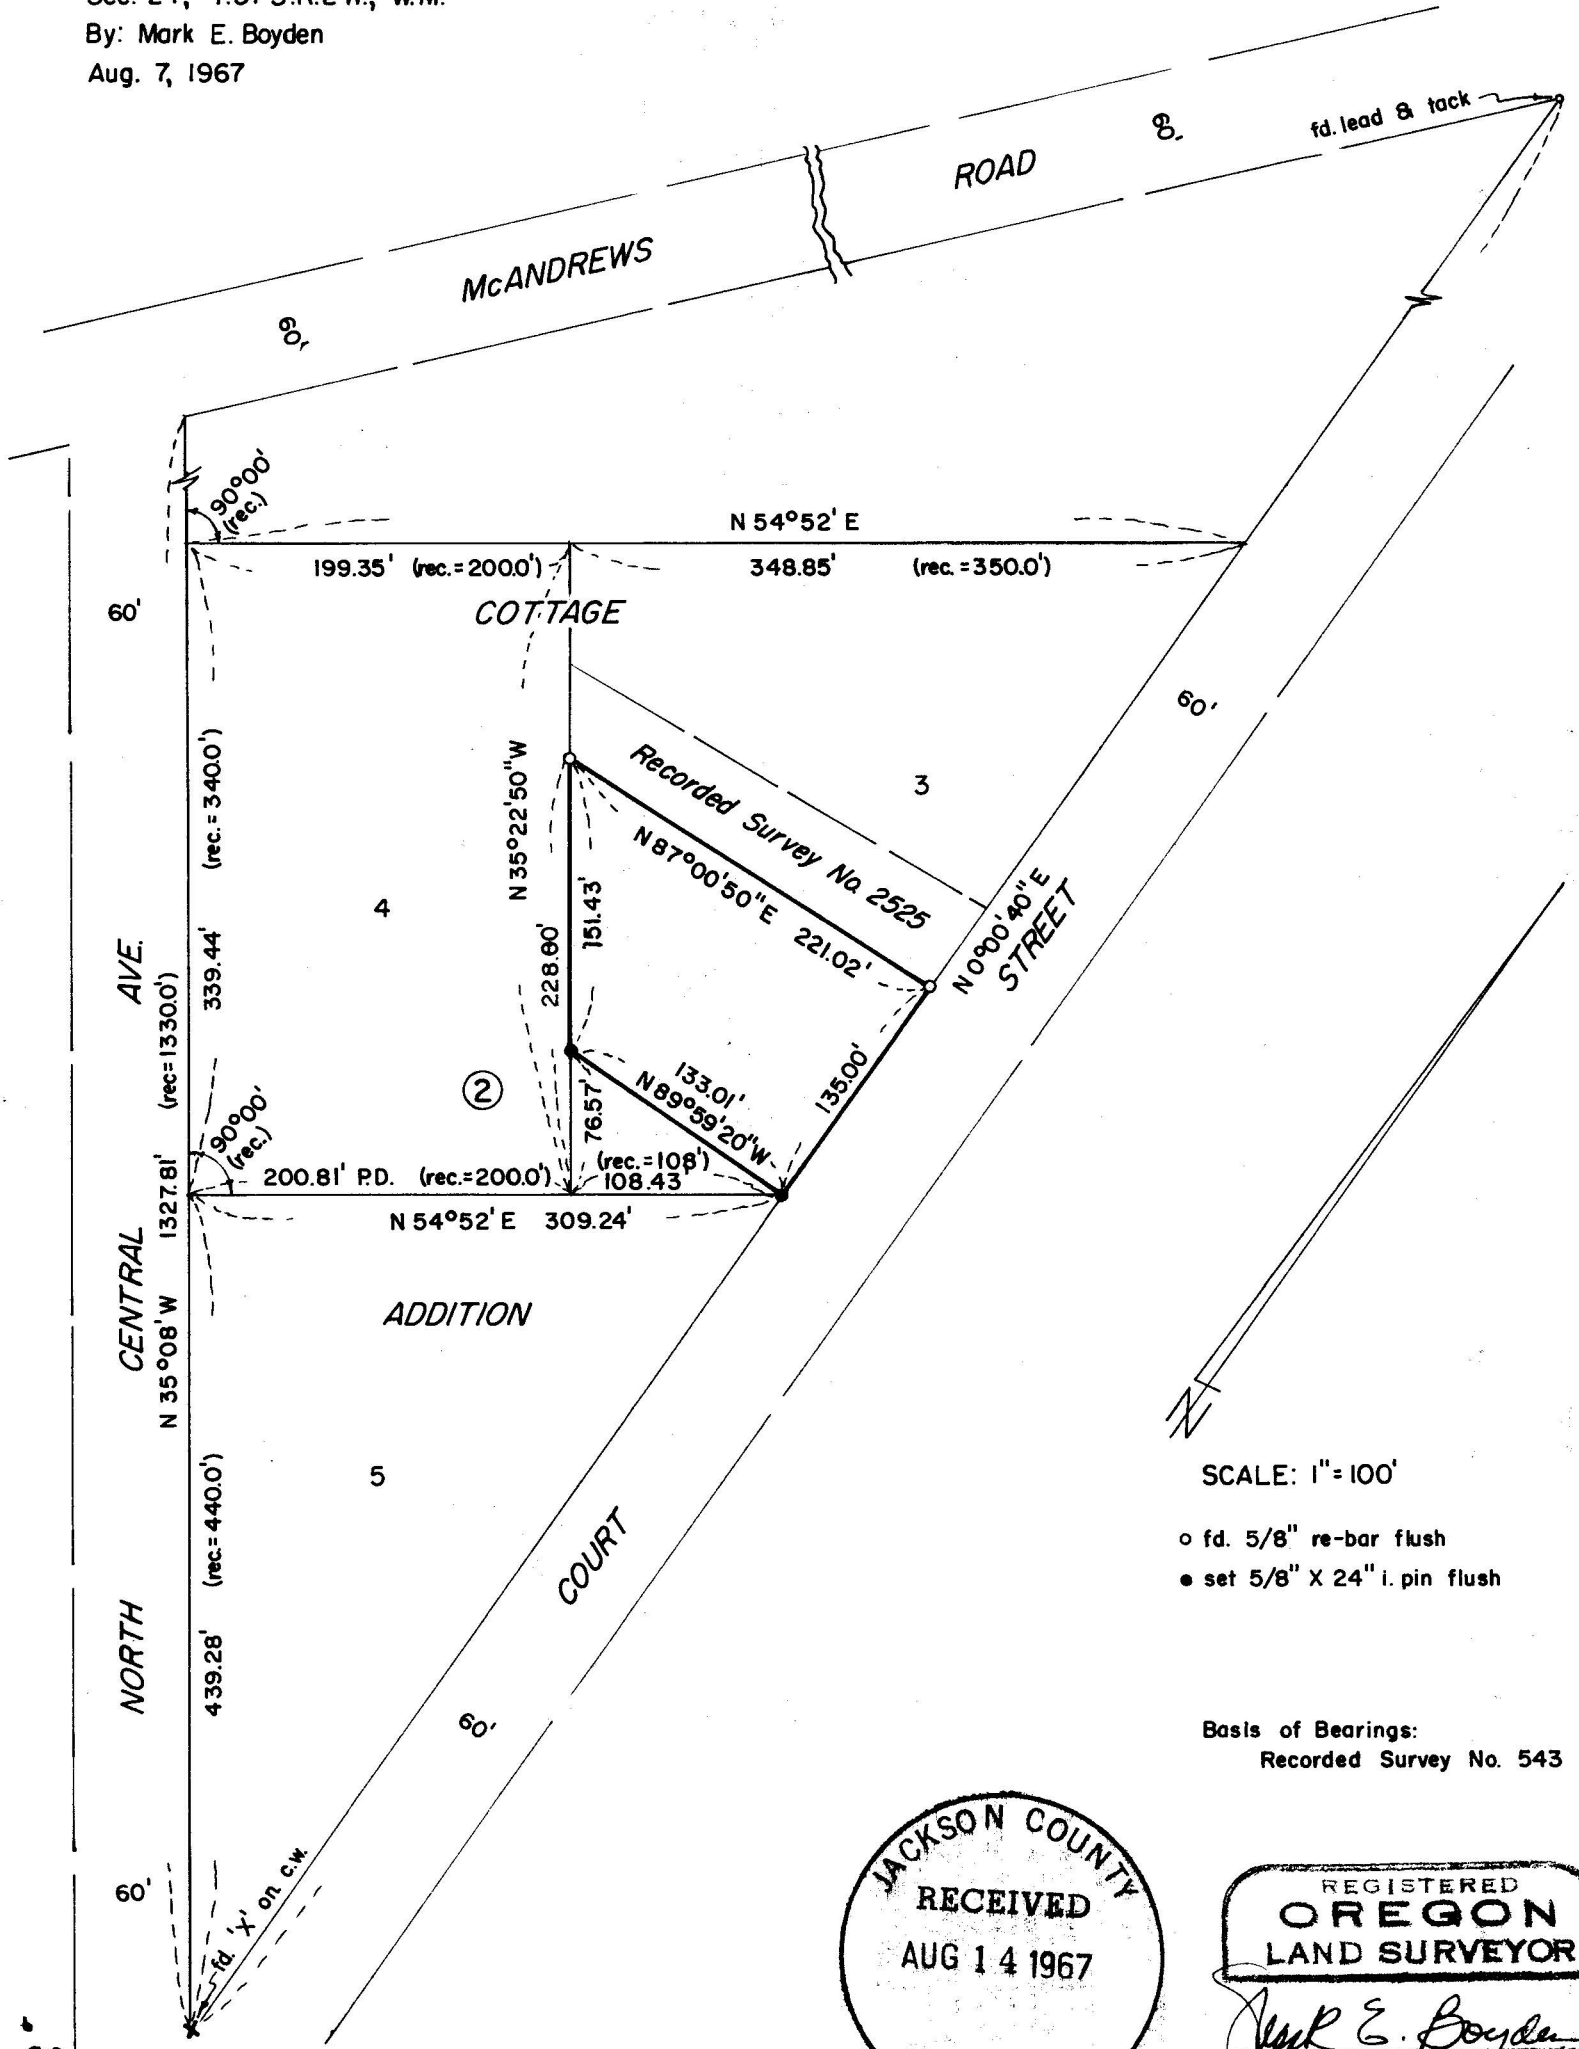 By: Mark E. Boyden
Aug. 7, 1967
fd. lead & tack
60'
ROAD
McANDREWS
60'
90°00'
(rec.)
N 54°52' E
199.35' (rec.=200.0')
348.85' (rec.=350.0')
60'
COTTAGE
60'
Recorded Survey No. 2525
3
N 35°22'50" W
(rec.=340.0')
N 87°00'50" E 221.02'
4
151.43'
228.00'
N 0°00'40" E
STREET
AVE.
339.44'
(rec=1330.0')
133.01'
N 89°59'20" W
135.00'
2
76.57'
90°00'
(rec.)
200.81' P.D. (rec.=200.0')
(rec.=108')
108.43'
N 54°52' E 309.24'
1327.81'
CENTRAL
N 35°08' W
ADDITION
5
(rec.=440.0')
COURT
SCALE: 1"=100'
fd. 5/8" re-bar flush
set 5/8" X 24" i. pin flush
N
NORTH
439.28'
60'
Basis of Bearings:
Recorded Survey No. 543
60'
fd. 'X' on c.w.
JACKSON COUNTY
RECEIVED
AUG 14 1967
REGISTERED
OREGON
LAND SURVEYOR
E. Boyden